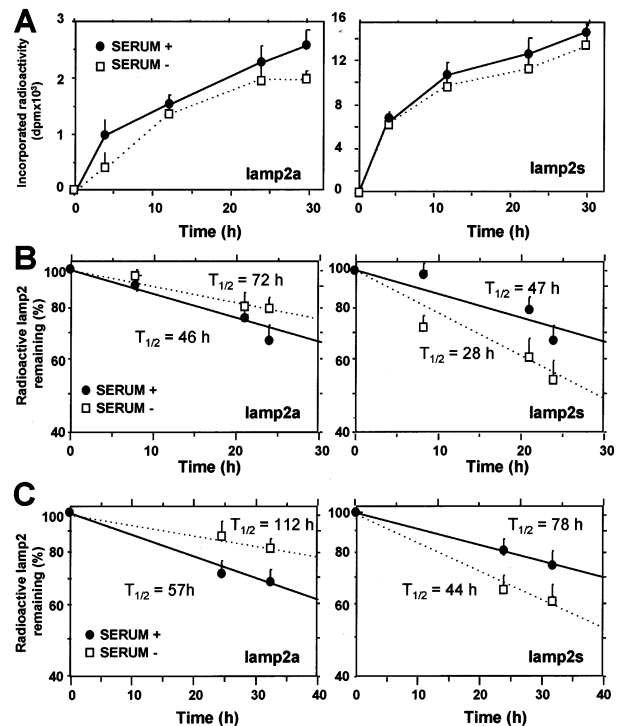 A
Incorporated radioactivity
(dpmx10³)
3
2
1
0
SERUM +
SERUM -
lamp2a
0 10 20 30
Time (h)
16
12
8
4
0
lamp2s
0 10 20 30
Time (h)
B
Radioactive lamp2
remaining (%)
100
80
60
40
T1/2 = 72 h
T1/2 = 46 h
SERUM +
SERUM -
lamp2a
0 10 20 30
Time (h)
100
80
60
40
T1/2 = 47 h
T1/2 = 28 h
lamp2s
0 10 20 30
Time (h)
C
Radioactive lamp2
remaining (%)
100
80
60
40
T1/2 = 112 h
T1/2 = 57h
SERUM +
SERUM -
lamp2a
0 10 20 30 40
Time (h)
100
80
60
40
T1/2 = 78 h
T1/2 = 44 h
lamp2s
0 10 20 30 40
Time (h)